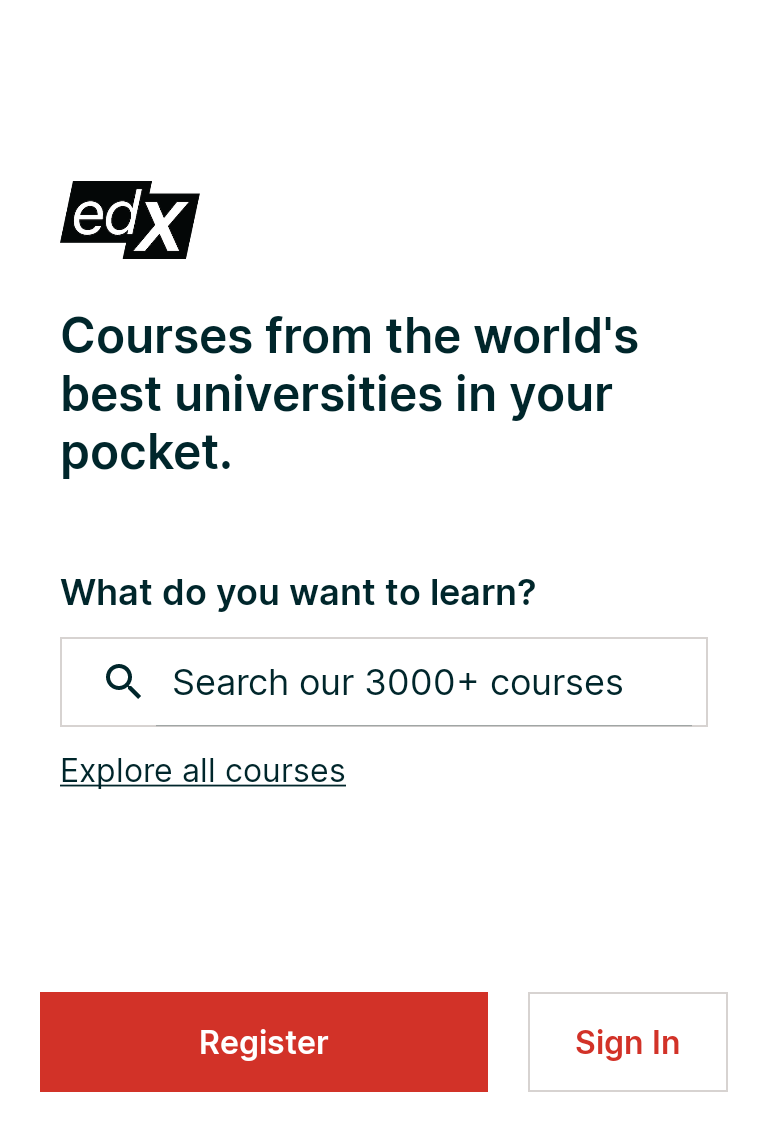 edX
Courses from the world's
best universities in your
pocket.
What do you want to learn?
Search our 3000+ courses
Explore all courses
Register
Sign In